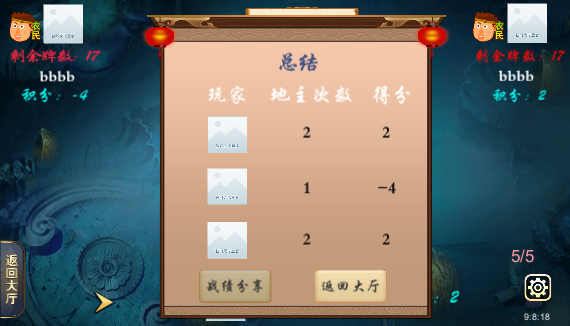 农民
剩余牌数：17
bbbb
积分：-4
农民
剩余牌数：17
bbbb
积分：2
总结
玩家 地主次数 得分
2 2
1 -4
2 2
战绩分享 返回大厅
返回大厅
5/5
: 2
9:8:18